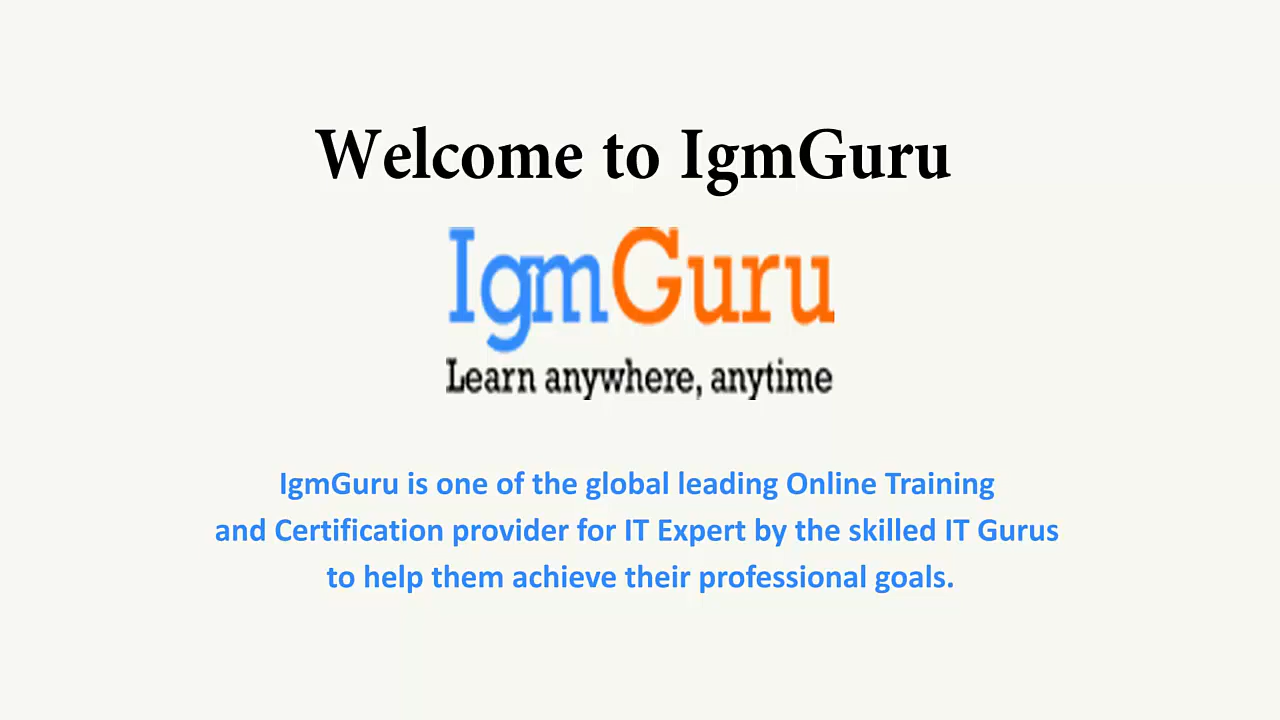 Welcome to IgmGuru
IgmGuru
Learn anywhere, anytime
IgmGuru is one of the global leading Online Training
and Certification provider for IT Expert by the skilled IT Gurus
to help them achieve their professional goals.